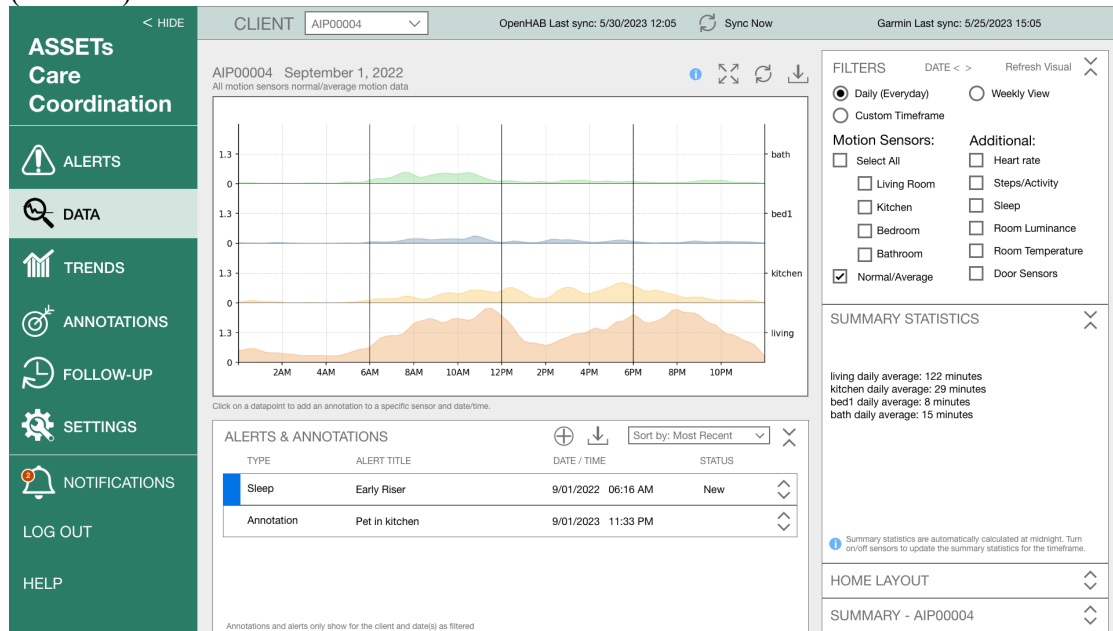 < HIDE
ASSETs
Care
Coordination
ALERTS
DATA
TRENDS
ANNOTATIONS
FOLLOW-UP
SETTINGS
2
NOTIFICATIONS
LOG OUT
HELP
CLIENT AIP00004
OpenHAB Last sync: 5/30/2023 12:05
Sync Now
Garmin Last sync: 5/25/2023 15:05
AIP00004 September 1, 2022
All motion sensors normal/average motion data
1.3 bath
0
1.3 bed1
0
1.3 kitchen
0
1.3 living
0
2AM 4AM 6AM 8AM 10AM 12PM 2PM 4PM 6PM 8PM 10PM
Click on a datapoint to add an annotation to a specific sensor and date/time.
ALERTS & ANNOTATIONS
Sort by: Most Recent
TYPE ALERT TITLE DATE / TIME STATUS
Sleep Early Riser 9/01/2022 06:16 AM New
Annotation Pet in kitchen 9/01/2023 11:33 PM
Annotations and alerts only show for the client and date(s) as filtered
FILTERS DATE < > Refresh Visual
Daily (Everyday) Weekly View
Custom Timeframe
Motion Sensors: Additional:
Select All Heart rate
Living Room Steps/Activity
Kitchen Sleep
Bedroom Room Luminance
Bathroom Room Temperature
Normal/Average Door Sensors
SUMMARY STATISTICS
living daily average: 122 minutes
kitchen daily average: 29 minutes
bed1 daily average: 8 minutes
bath daily average: 15 minutes
Summary statistics are automatically calculated at midnight. Turn
on/off sensors to update the summary statistics for the timeframe.
HOME LAYOUT
SUMMARY - AIP00004